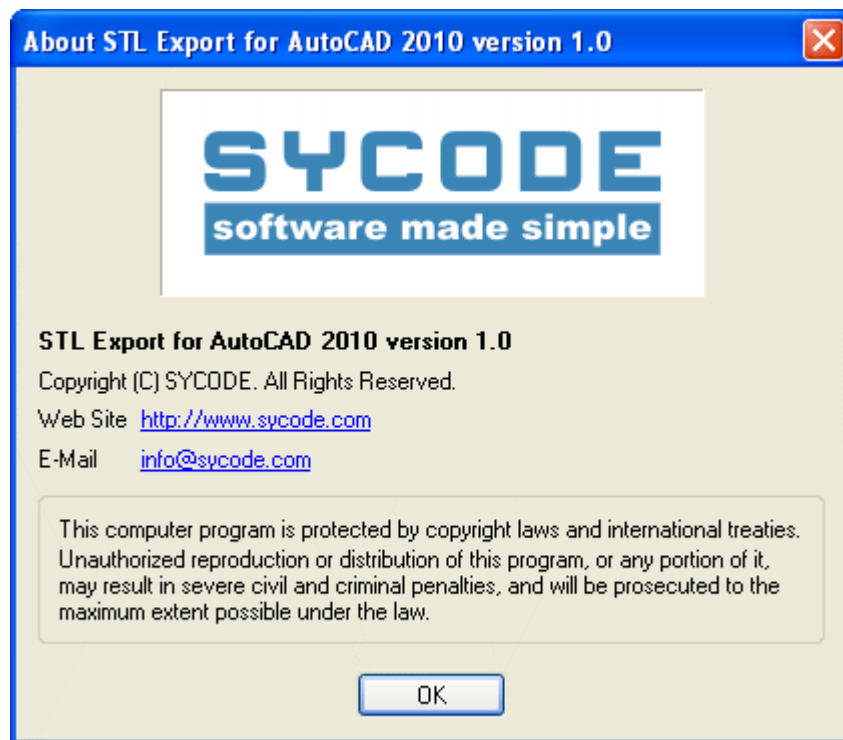 About STL Export for AutoCAD 2010 version 1.0
SYCODE
software made simple
STL Export for AutoCAD 2010 version 1.0
Copyright (C) SYCODE. All Rights Reserved.
Web Site http://www.sycode.com
E-Mail info@sycode.com
This computer program is protected by copyright laws and international treaties.
Unauthorized reproduction or distribution of this program, or any portion of it,
may result in severe civil and criminal penalties, and will be prosecuted to the
maximum extent possible under the law.
OK